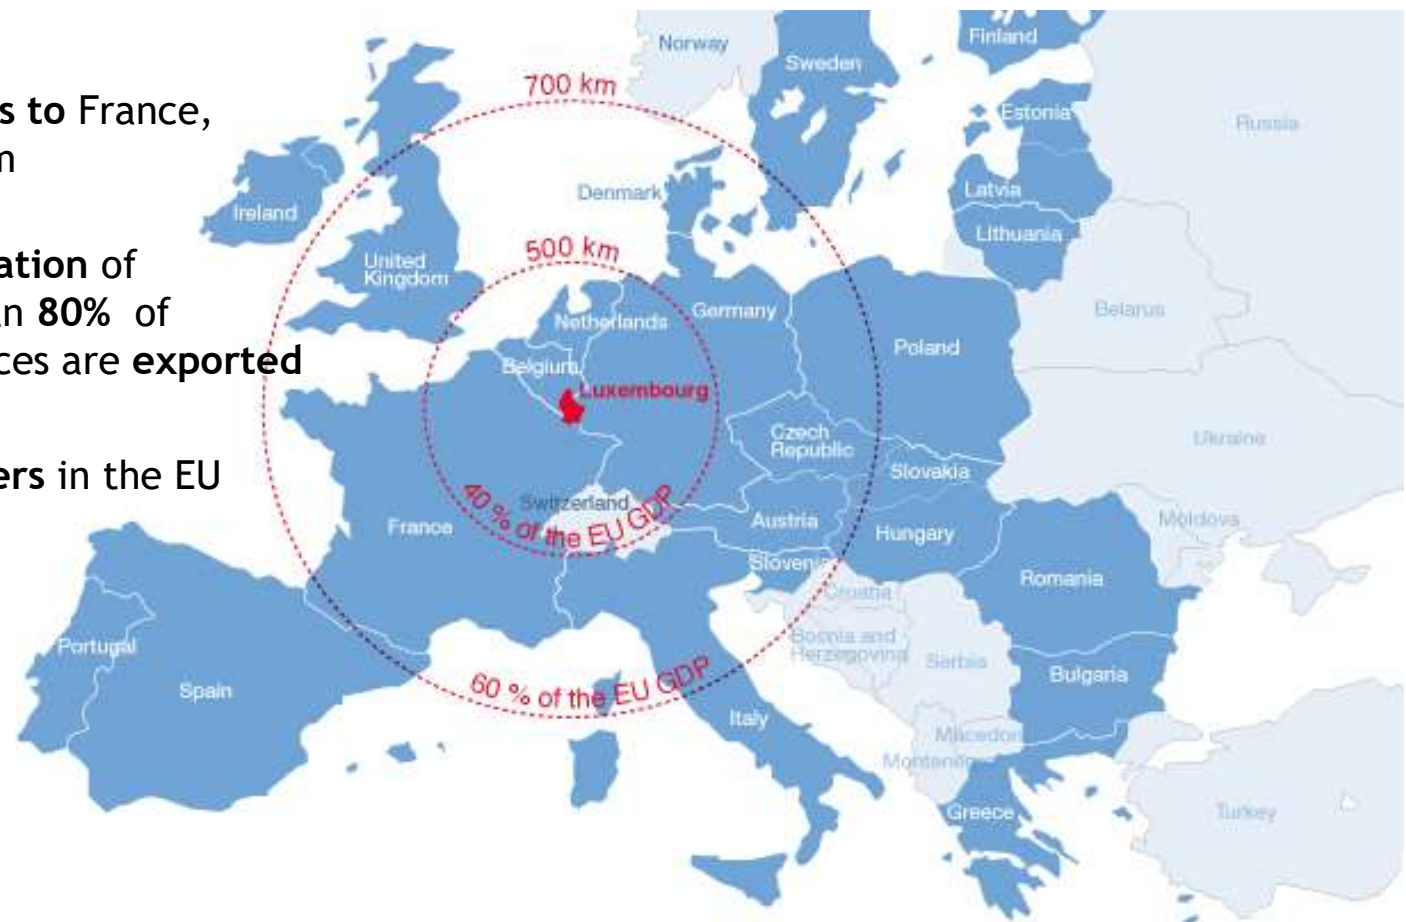 s to France,
m
ation of
an 80% of
ces are exported
ers in the EU
Norway
Finland
Sweden
700 km
Estonia
Russia
Denmark
Latvia
Ireland
Lithuania
500 km
United
Kingdom
Netherlands
Germany
Belarus
Poland
Belgium
Luxembourg
Czech
Republic
Ukraine
Slovakia
Switzerland
40 % of the EU GDP
France
Austria
Hungary
Moldova
Slovenia
Romania
Croatia
Portugal
Bosnia and
Herzegovina
Serbia
Spain
60 % of the EU GDP
Bulgaria
Italy
Macedon
Montene
Greece
Turkey